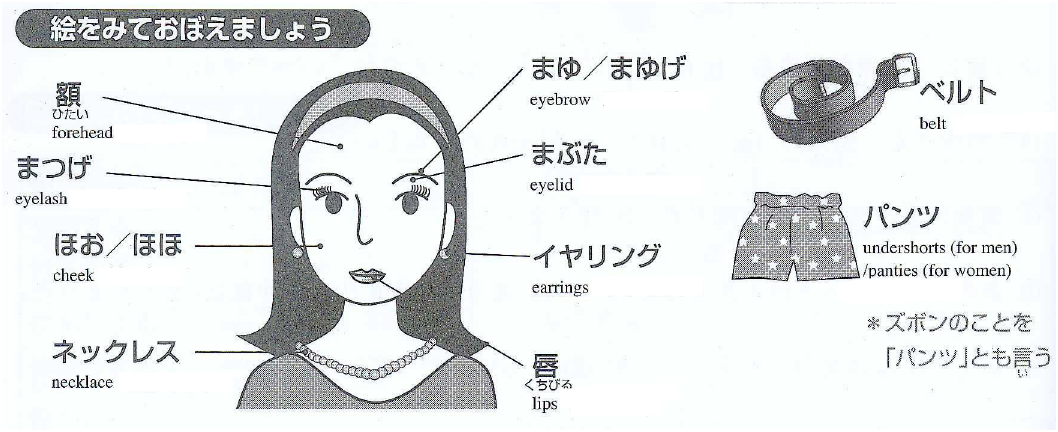 絵をみておぼえましょう
額
ひたい
forehead
まつげ
eyelash
ほお／ほほ
cheek
ネックレス
necklace
まゆ／まゆげ
eyebrow
まぶた
eyelid
イヤリング
earrings
唇
くちびる
lips
ベルト
belt
パンツ
undershorts (for men)
/panties (for women)
＊ズボンのことを
「パンツ」とも言う
い